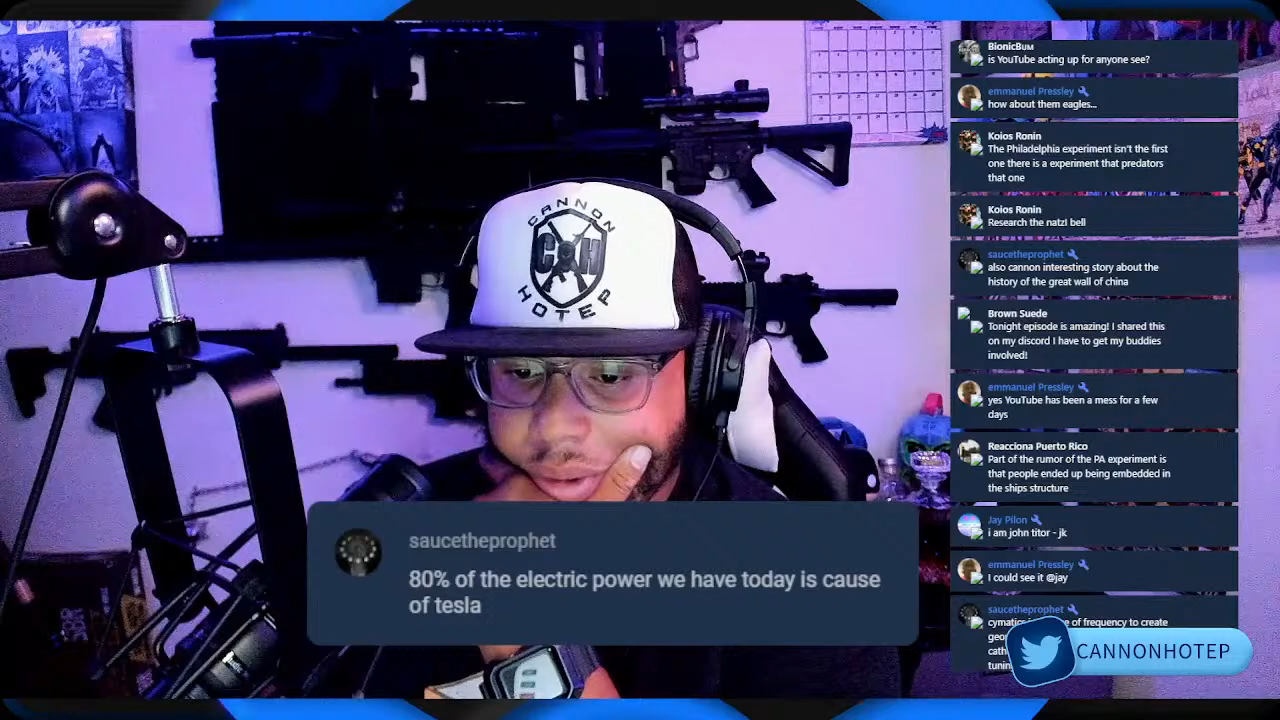 CANNON
CH
HOTEP
saucetheprophet
80% of the electric power we have today is cause
of tesla
BionicBum
is YouTube acting up for anyone see?
emmanuel Pressley
how about them eagles...
Koios Ronin
The Philadelphia experiment isn't the first
one there is a experiment that predators
that one
Koios Ronin
Research the natzI bell
saucetheprophet
also cannon interesting story about the
history of the great wall of china
Brown Suede
Tonight episode is amazing! I shared this
on my discord I have to get my buddies
involved!
emmanuel Pressley
yes YouTube has been a mess for a few
days
Reacciona Puerto Rico
Part of the rumor of the PA experiment is
that people ended up being embedded in
the ships structure
Jay Pilon
i am john titor - jk
emmanuel Pressley
I could see it @jay
saucetheprophet
of frequency to create
CANNONHOTEP